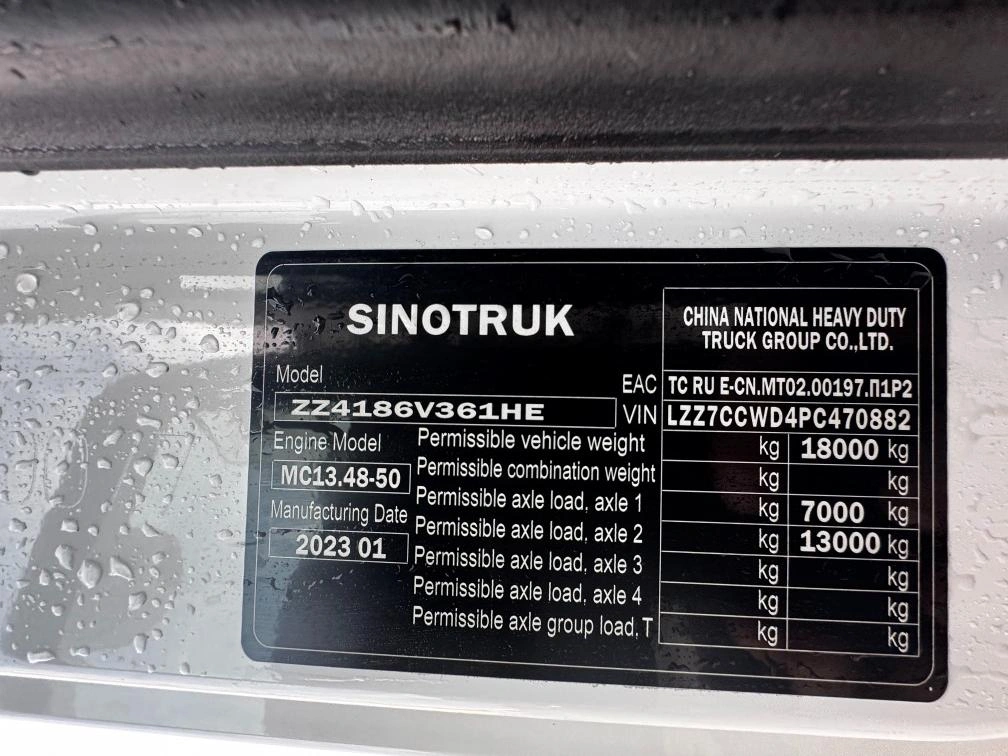 SINOTRUK
CHINA NATIONAL HEAVY DUTY
TRUCK GROUP CO.,LTD.
Model
EAC TC RU E-CN.MT02.00197.П1P2
ZZ4186V361HE
VIN LZZ7CCWD4PC470882
Engine Model
MC13.48-50
Manufacturing Date
2023 01
Permissible vehicle weight kg 18000 kg
Permissible combination weight kg kg
Permissible axle load, axle 1 kg 7000 kg
Permissible axle load, axle 2 kg 13000 kg
Permissible axle load, axle 3 kg kg
Permissible axle load, axle 4 kg kg
Permissible axle group load, T kg kg